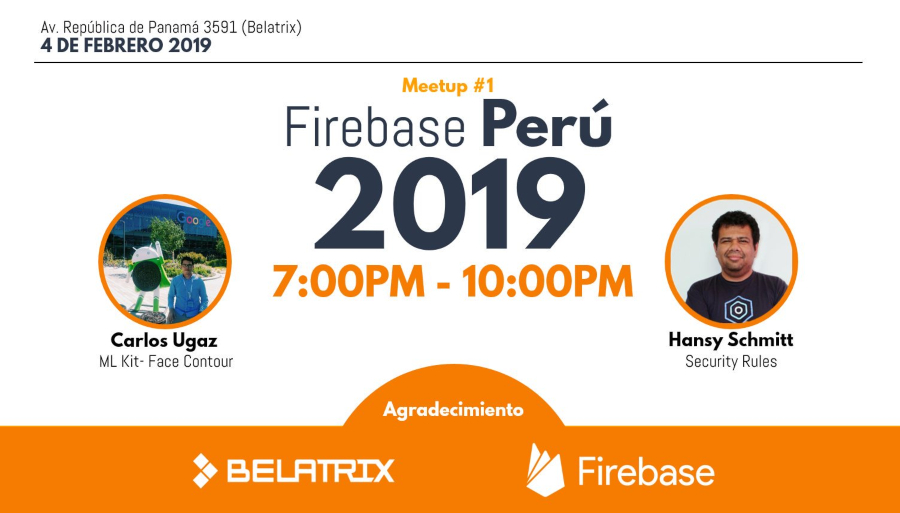 Av. República de Panamá 3591 (Belatrix)
4 DE FEBRERO 2019
Meetup #1
Firebase Perú
2019
7:00PM - 10:00PM
Google
Carlos Ugaz
ML Kit- Face Contour
Hansy Schmitt
Security Rules
Agradecimiento
BELATRIX
Firebase